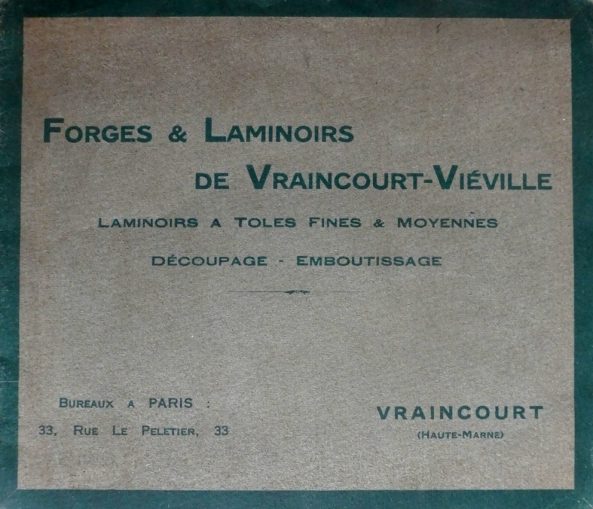 FORGES & LAMINOIRS
DE VRAINCOURT-VIÉVILLE
LAMINOIRS A TOLES FINES & MOYENNES
DÉCOUPAGE - EMBOUTISSAGE
BUREAUX A PARIS :
33, RUE LE PELETIER, 33
VRAINCOURT
(HAUTE-MARNE)